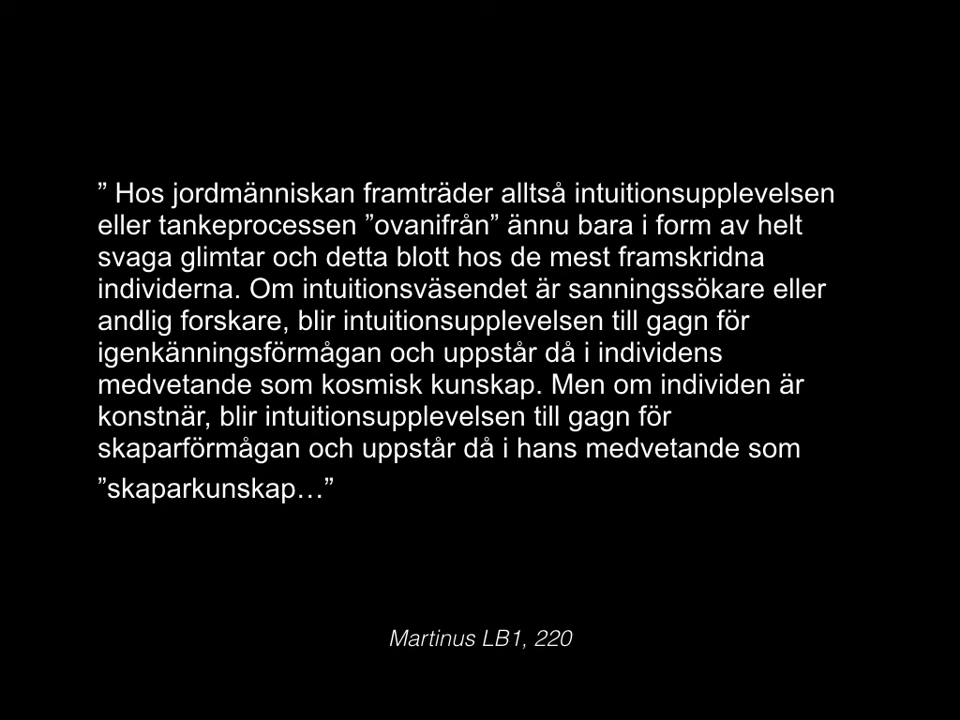 ” Hos jordmänniskan framträder alltså intuitionsupplevelsen
eller tankeprocessen ”ovanifrån” ännu bara i form av helt
svaga glimtar och detta blott hos de mest framskridna
individerna. Om intuitionsväsendet är sanningssökare eller
andlig forskare, blir intuitionsupplevelsen till gagn för
igenkänningsförmågan och uppstår då i individens
medvetande som kosmisk kunskap. Men om individen är
konstnär, blir intuitionsupplevelsen till gagn för
skaparförmågan och uppstår då i hans medvetande som
”skaparkunskap…”
Martinus LB1, 220